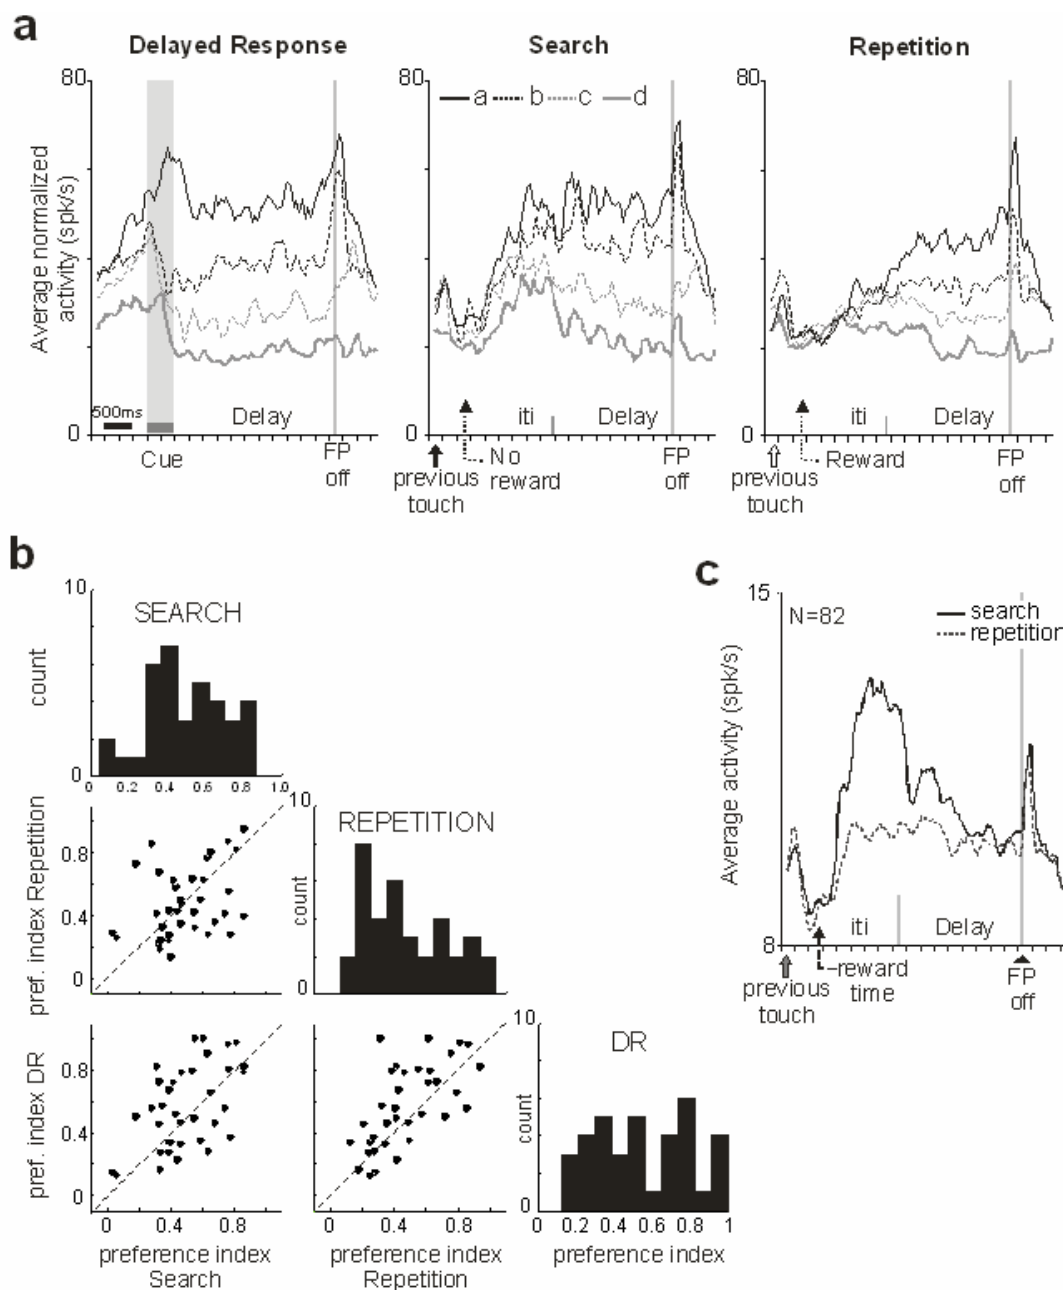 a
Delayed Response
Search
Repetition
Average normalized
activity (spk/s)
80
0
500ms
Delay
Cue
FP
off
80
a b c d
0
iti Delay
previous
touch
No
reward
FP
off
80
0
iti Delay
previous
touch
Reward
FP
off
b
10
SEARCH
count
0
0 0.2 0.4 0.6 0.8 1.0
pref. index Repetition
0.8
0.4
0
10
REPETITION
count
0
pref. index DR
0.8
0.4
0
0 0.4 0.8
preference index
Search
0 0.4 0.8
preference index
Repetition
10
DR
count
0
0 0.2 0.4 0.6 0.8 1
preference index
c
15
N=82
search
repetition
Average activity (spk/s)
8
iti Delay
previous
touch
reward
time
FP
off